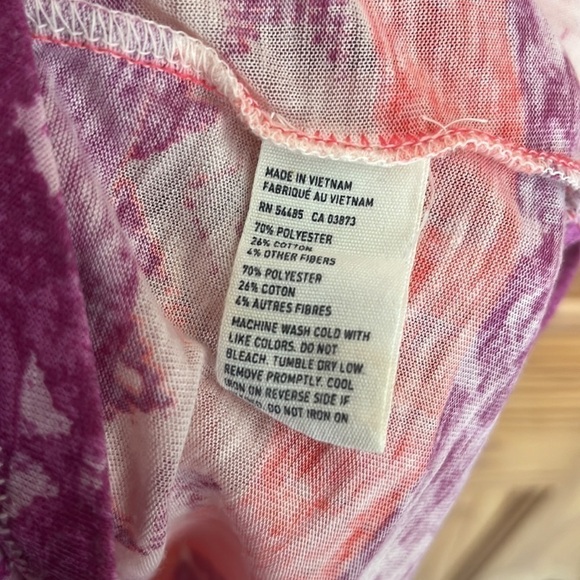 MADE IN VIETNAM
FABRIQUÉ AU VIETNAM
RN 54485 CA 03873
70% POLYESTER
26% COTTON
4% OTHER FIBERS
70% POLYESTER
26% COTON
4% AUTRES FIBRES
MACHINE WASH COLD WITH
LIKE COLORS. DO NOT
BLEACH. TUMBLE DRY LOW.
REMOVE PROMPTLY. COOL
IRON ON REVERSE SIDE IF
DO NOT IRON ON